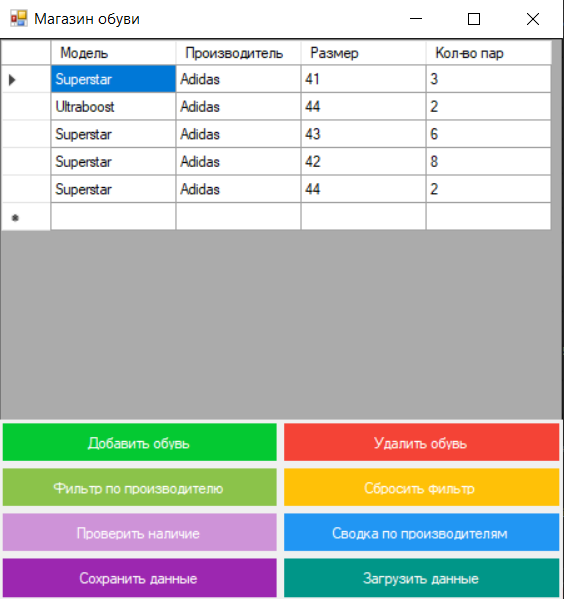 Магазин обуви
Модель Производитель Размер Кол-во пар
Superstar Adidas 41 3
Ultraboost Adidas 44 2
Superstar Adidas 43 6
Superstar Adidas 42 8
Superstar Adidas 44 2
Добавить обувь Удалить обувь
Фильтр по производителю Сбросить фильтр
Проверить наличие Сводка по производителям
Сохранить данные Загрузить данные